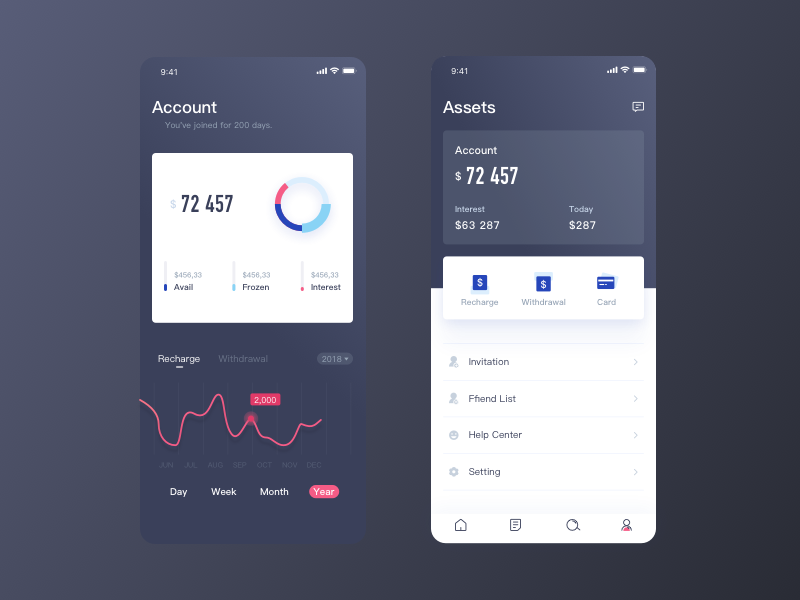 9:41
Account
You've joined for 200 days.
$ 72 457
$456,33 $456,33 $456,33
Avail Frozen Interest
Recharge Withdrawal 2018
2,000
JUN JUL AUG SEP OCT NOV DEC
Day Week Month Year
9:41
Assets
Account
$ 72 457
Interest Today
$63 287 $287
$ $
Recharge Withdrawal Card
Invitation
Ffiend List
Help Center
Setting